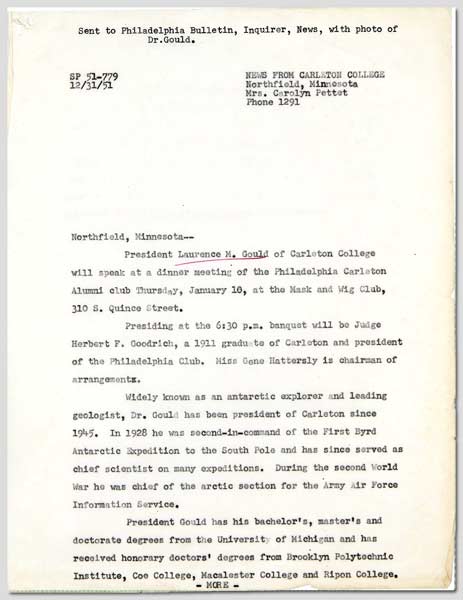 Sent to Philadelphia Bulletin, Inquirer, News, with photo of
Dr.Gould.
SP 51-779
12/31/51
NEWS FROM CARLETON COLLEGE
Northfield, Minnesota
Mrs. Carolyn Pettet
Phone 1291
Northfield, Minnesota--
President Laurence M. Gould of Carleton College
will speak at a dinner meeting of the Philadelphia Carleton
Alumni club Thursday, January 10, at the Mask and Wig Club,
310 S. Quince Street.
Presiding at the 6:30 p.m. banquet will be Judge
Herbert F. Goodrich, a 1911 graduate of Carleton and president
of the Philadelphia Club. Miss Gene Hattersly is chairman of
arrangements.
Widely known as an antarctic explorer and leading
geologist, Dr. Gould has been president of Carleton since
1945. In 1928 he was second-in-command of the First Byrd
Antarctic Expedition to the South Pole and has since served as
chief scientist on many expeditions. During the second World
War he was chief of the arctic section for the Army Air Force
Information Service.
President Gould has his bachelor's, master's and
doctorate degrees from the University of Michigan and has
received honorary doctors' degrees from Brooklyn Polytechnic
Institute, Coe College, Macalester College and Ripon College.
- MORE -